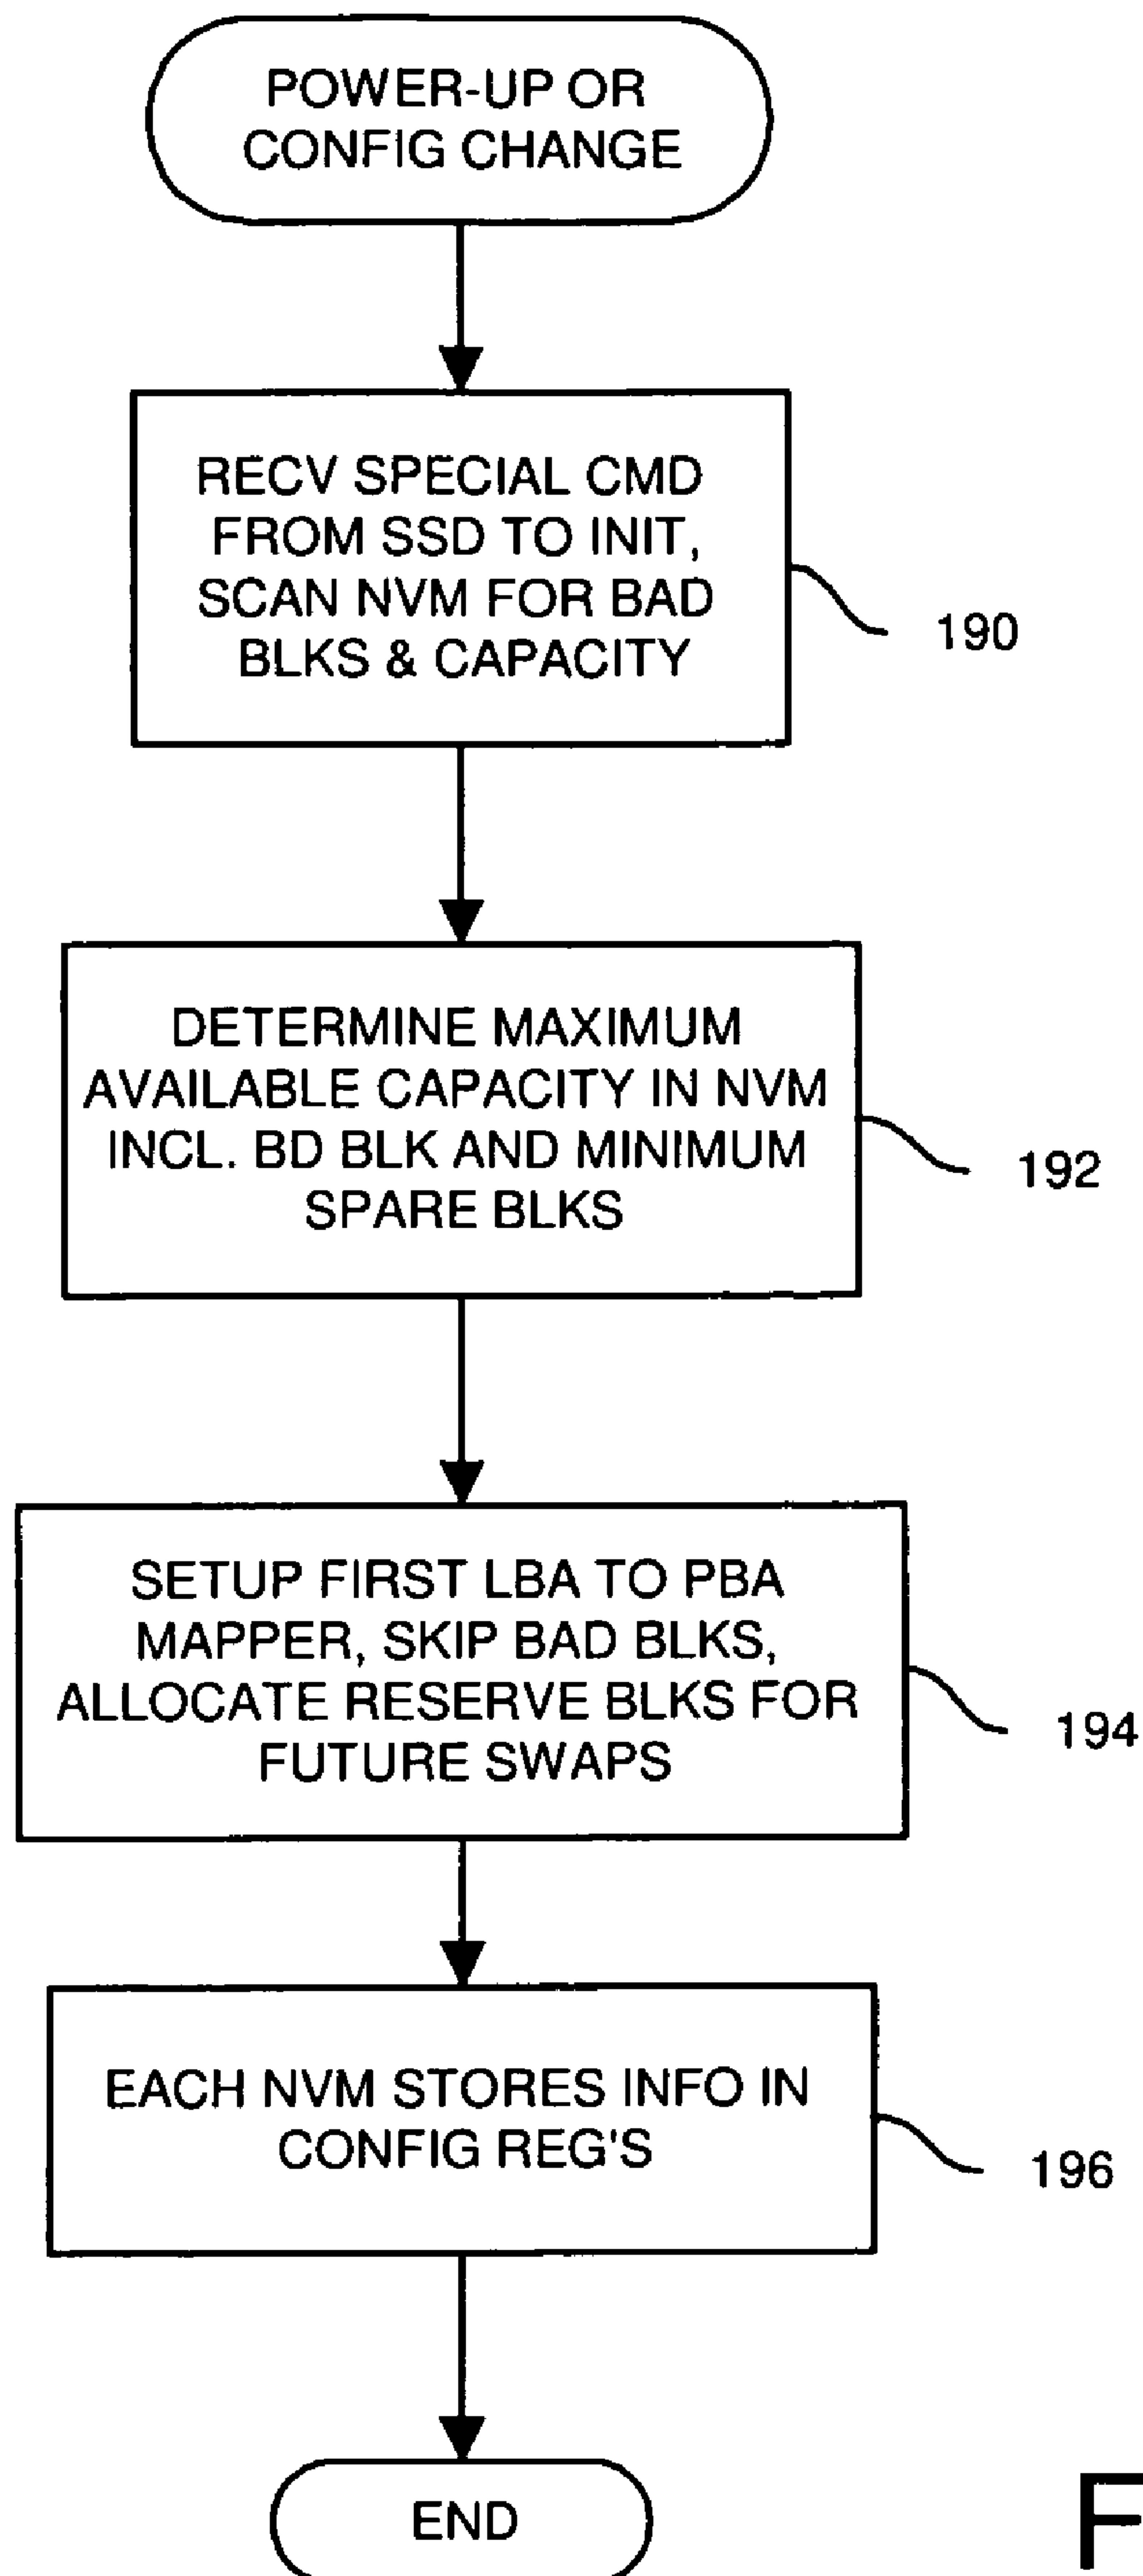 POWER-UP OR
CONFIG CHANGE
RECV SPECIAL CMD
FROM SSD TO INIT,
SCAN NVM FOR BAD
BLKS & CAPACITY
190
DETERMINE MAXIMUM
AVAILABLE CAPACITY IN NVM
INCL. BD BLK AND MINIMUM
SPARE BLKS
192
SETUP FIRST LBA TO PBA
MAPPER, SKIP BAD BLKS,
ALLOCATE RESERVE BLKS FOR
FUTURE SWAPS
194
EACH NVM STORES INFO IN
CONFIG REG'S
196
END
F